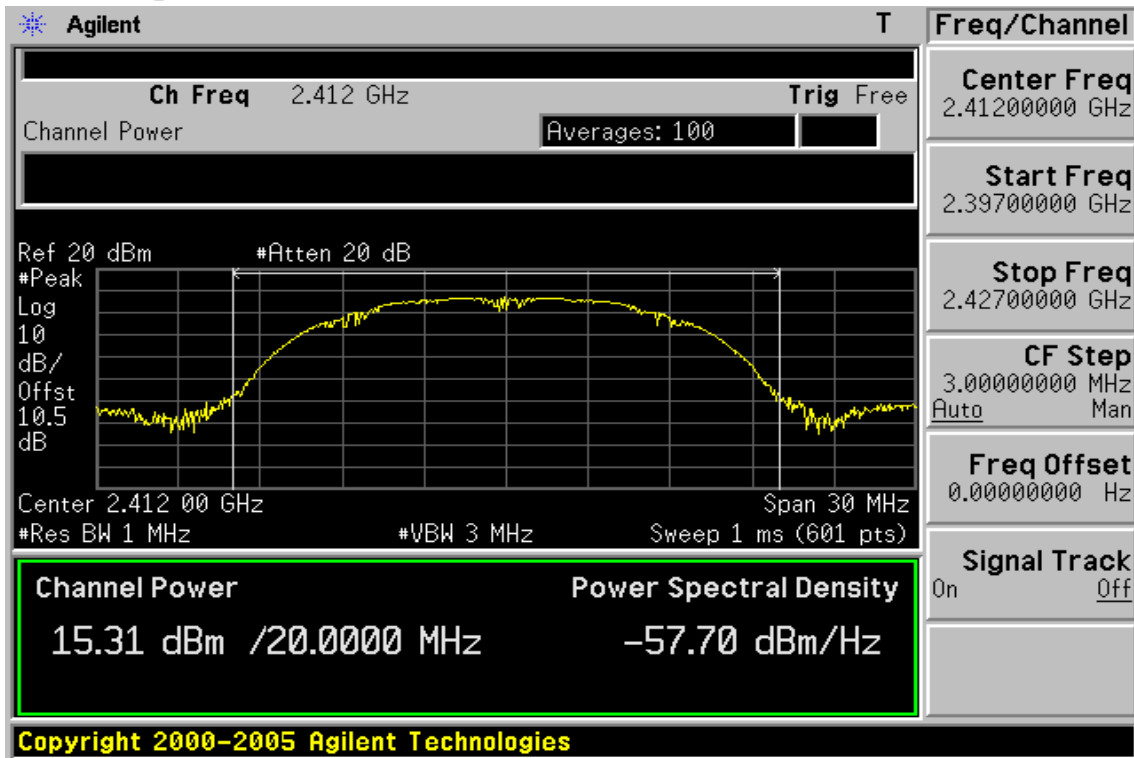 Agilent T
Freq/Channel
Ch Freq 2.412 GHz Trig Free
Channel Power Averages: 100
Ref 20 dBm #Atten 20 dB
#Peak
Log
10
dB/
Offst
10.5
dB
Center 2.412 00 GHz Span 30 MHz
#Res BW 1 MHz #VBW 3 MHz Sweep 1 ms (601 pts)
Channel Power Power Spectral Density
15.31 dBm /20.0000 MHz -57.70 dBm/Hz
Copyright 2000-2005 Agilent Technologies
Center Freq
2.41200000 GHz
Start Freq
2.39700000 GHz
Stop Freq
2.42700000 GHz
CF Step
3.00000000 MHz
Auto Man
Freq Offset
0.00000000 Hz
Signal Track
On Off